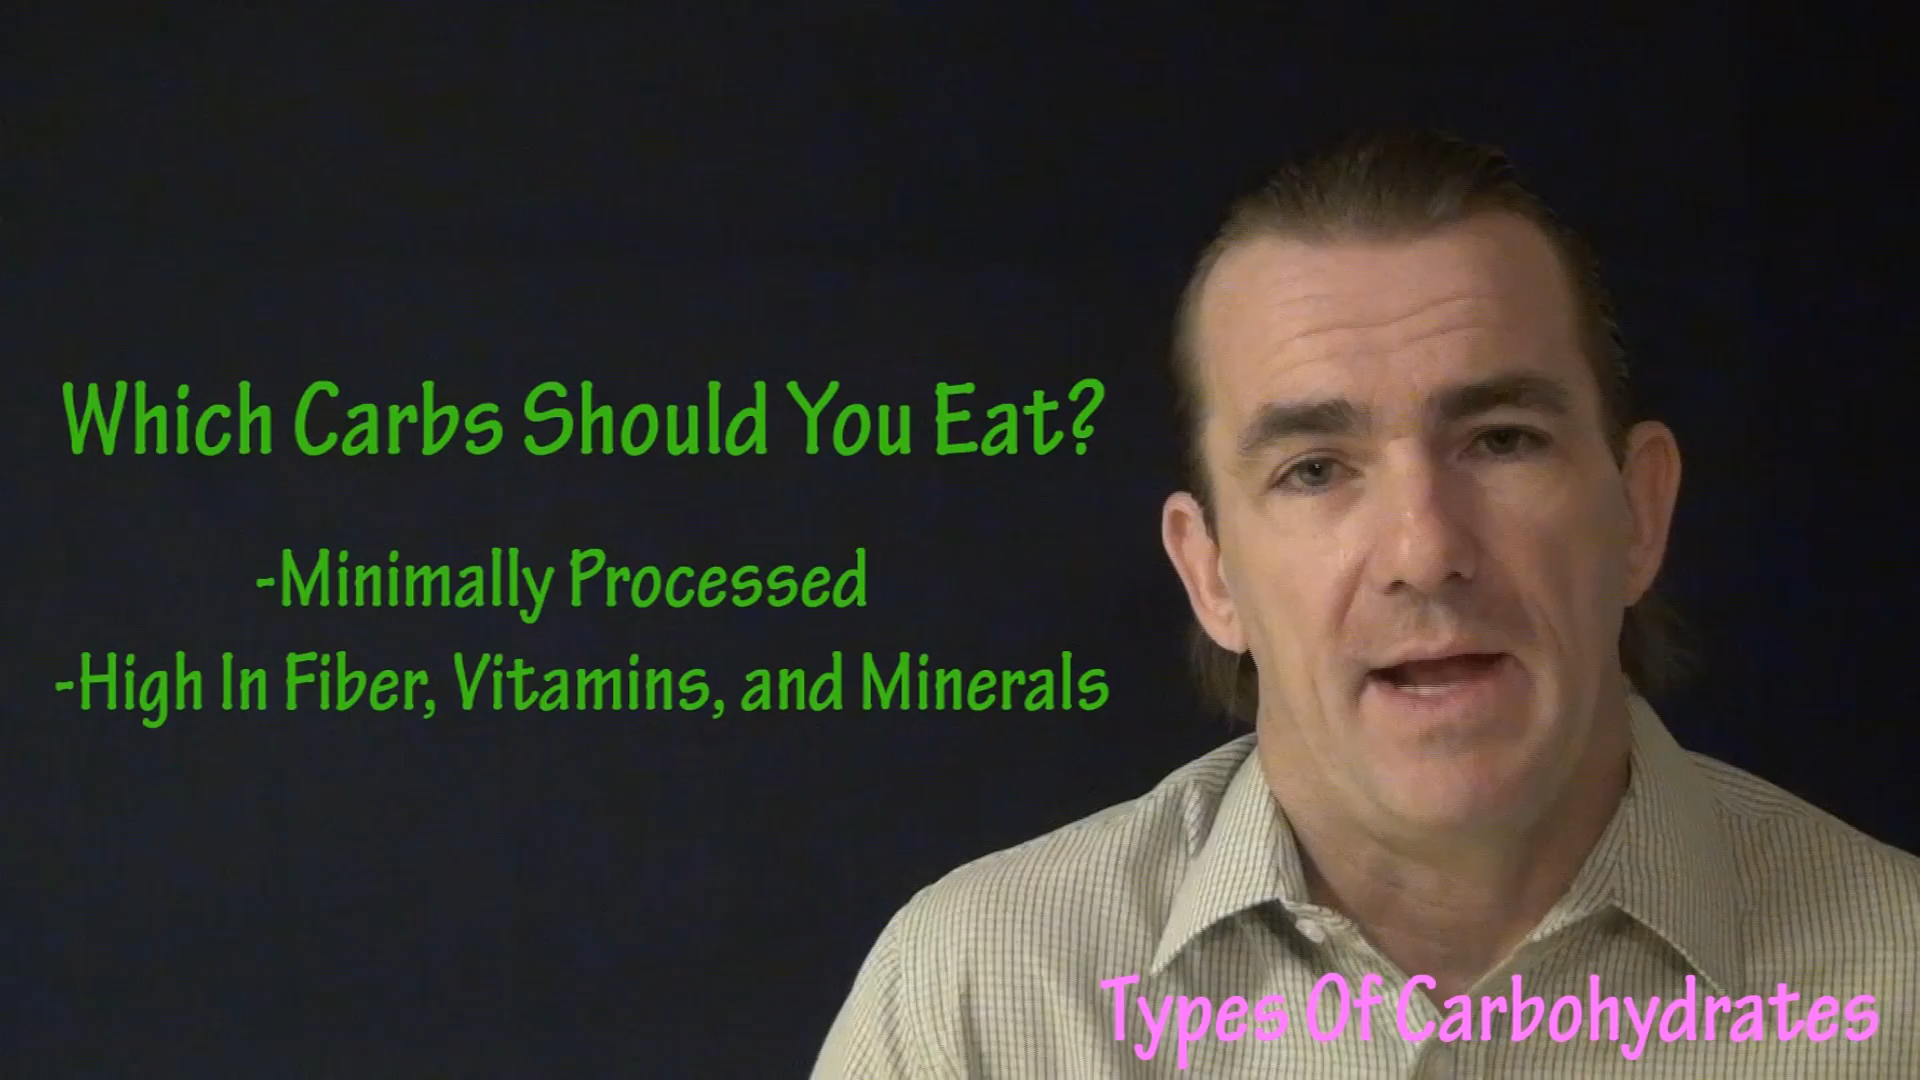 Which Carbs Should You Eat?
-Minimally Processed
-High In Fiber, Vitamins, and Minerals
Types Of Carbohydrates